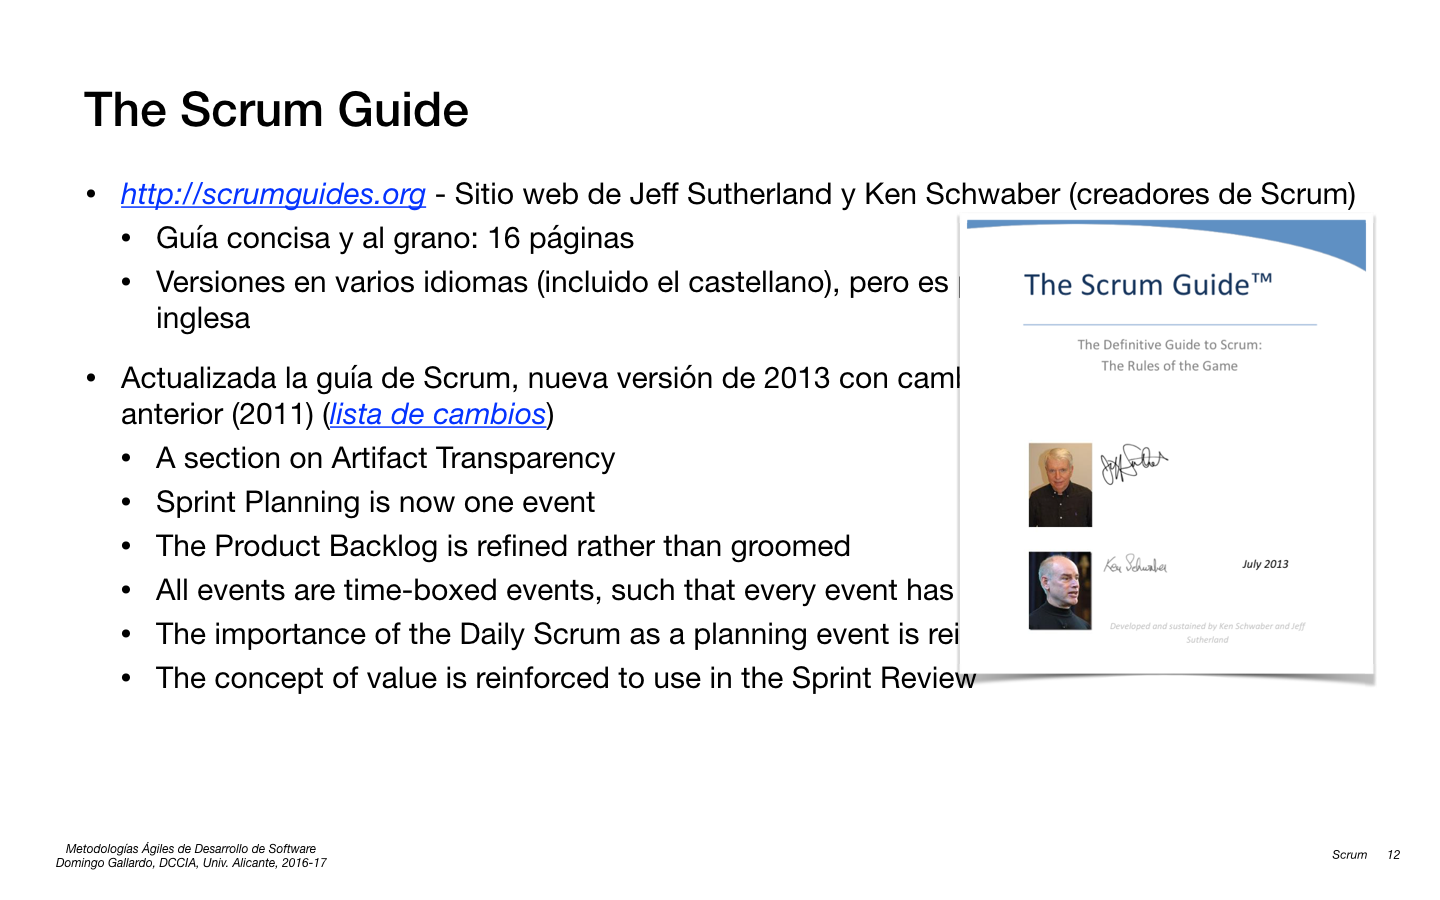 The Scrum Guide
• http://scrumguides.org - Sitio web de Jeff Sutherland y Ken Schwaber (creadores de Scrum)
• Guía concisa y al grano: 16 páginas
• Versiones en varios idiomas (incluido el castellano), pero es
inglesa
• Actualizada la guía de Scrum, nueva versión de 2013 con
anterior (2011) (lista de cambios)
• A section on Artifact Transparency
• Sprint Planning is now one event
• The Product Backlog is refined rather than groomed
• All events are time-boxed events, such that every event has
• The importance of the Daily Scrum as a planning event is
• The concept of value is reinforced to use in the Sprint Review
The Scrum Guide™
The Definitive Guide to Scrum:
The Rules of the Game
Jeff Sutherland
Ken Schwaber
July 2013
Developed and sustained by Ken Schwaber and Jeff
Sutherland
Metodologías Ágiles de Desarrollo de Software
Domingo Gallardo, DCCIA, Univ. Alicante, 2016-17
Scrum 12